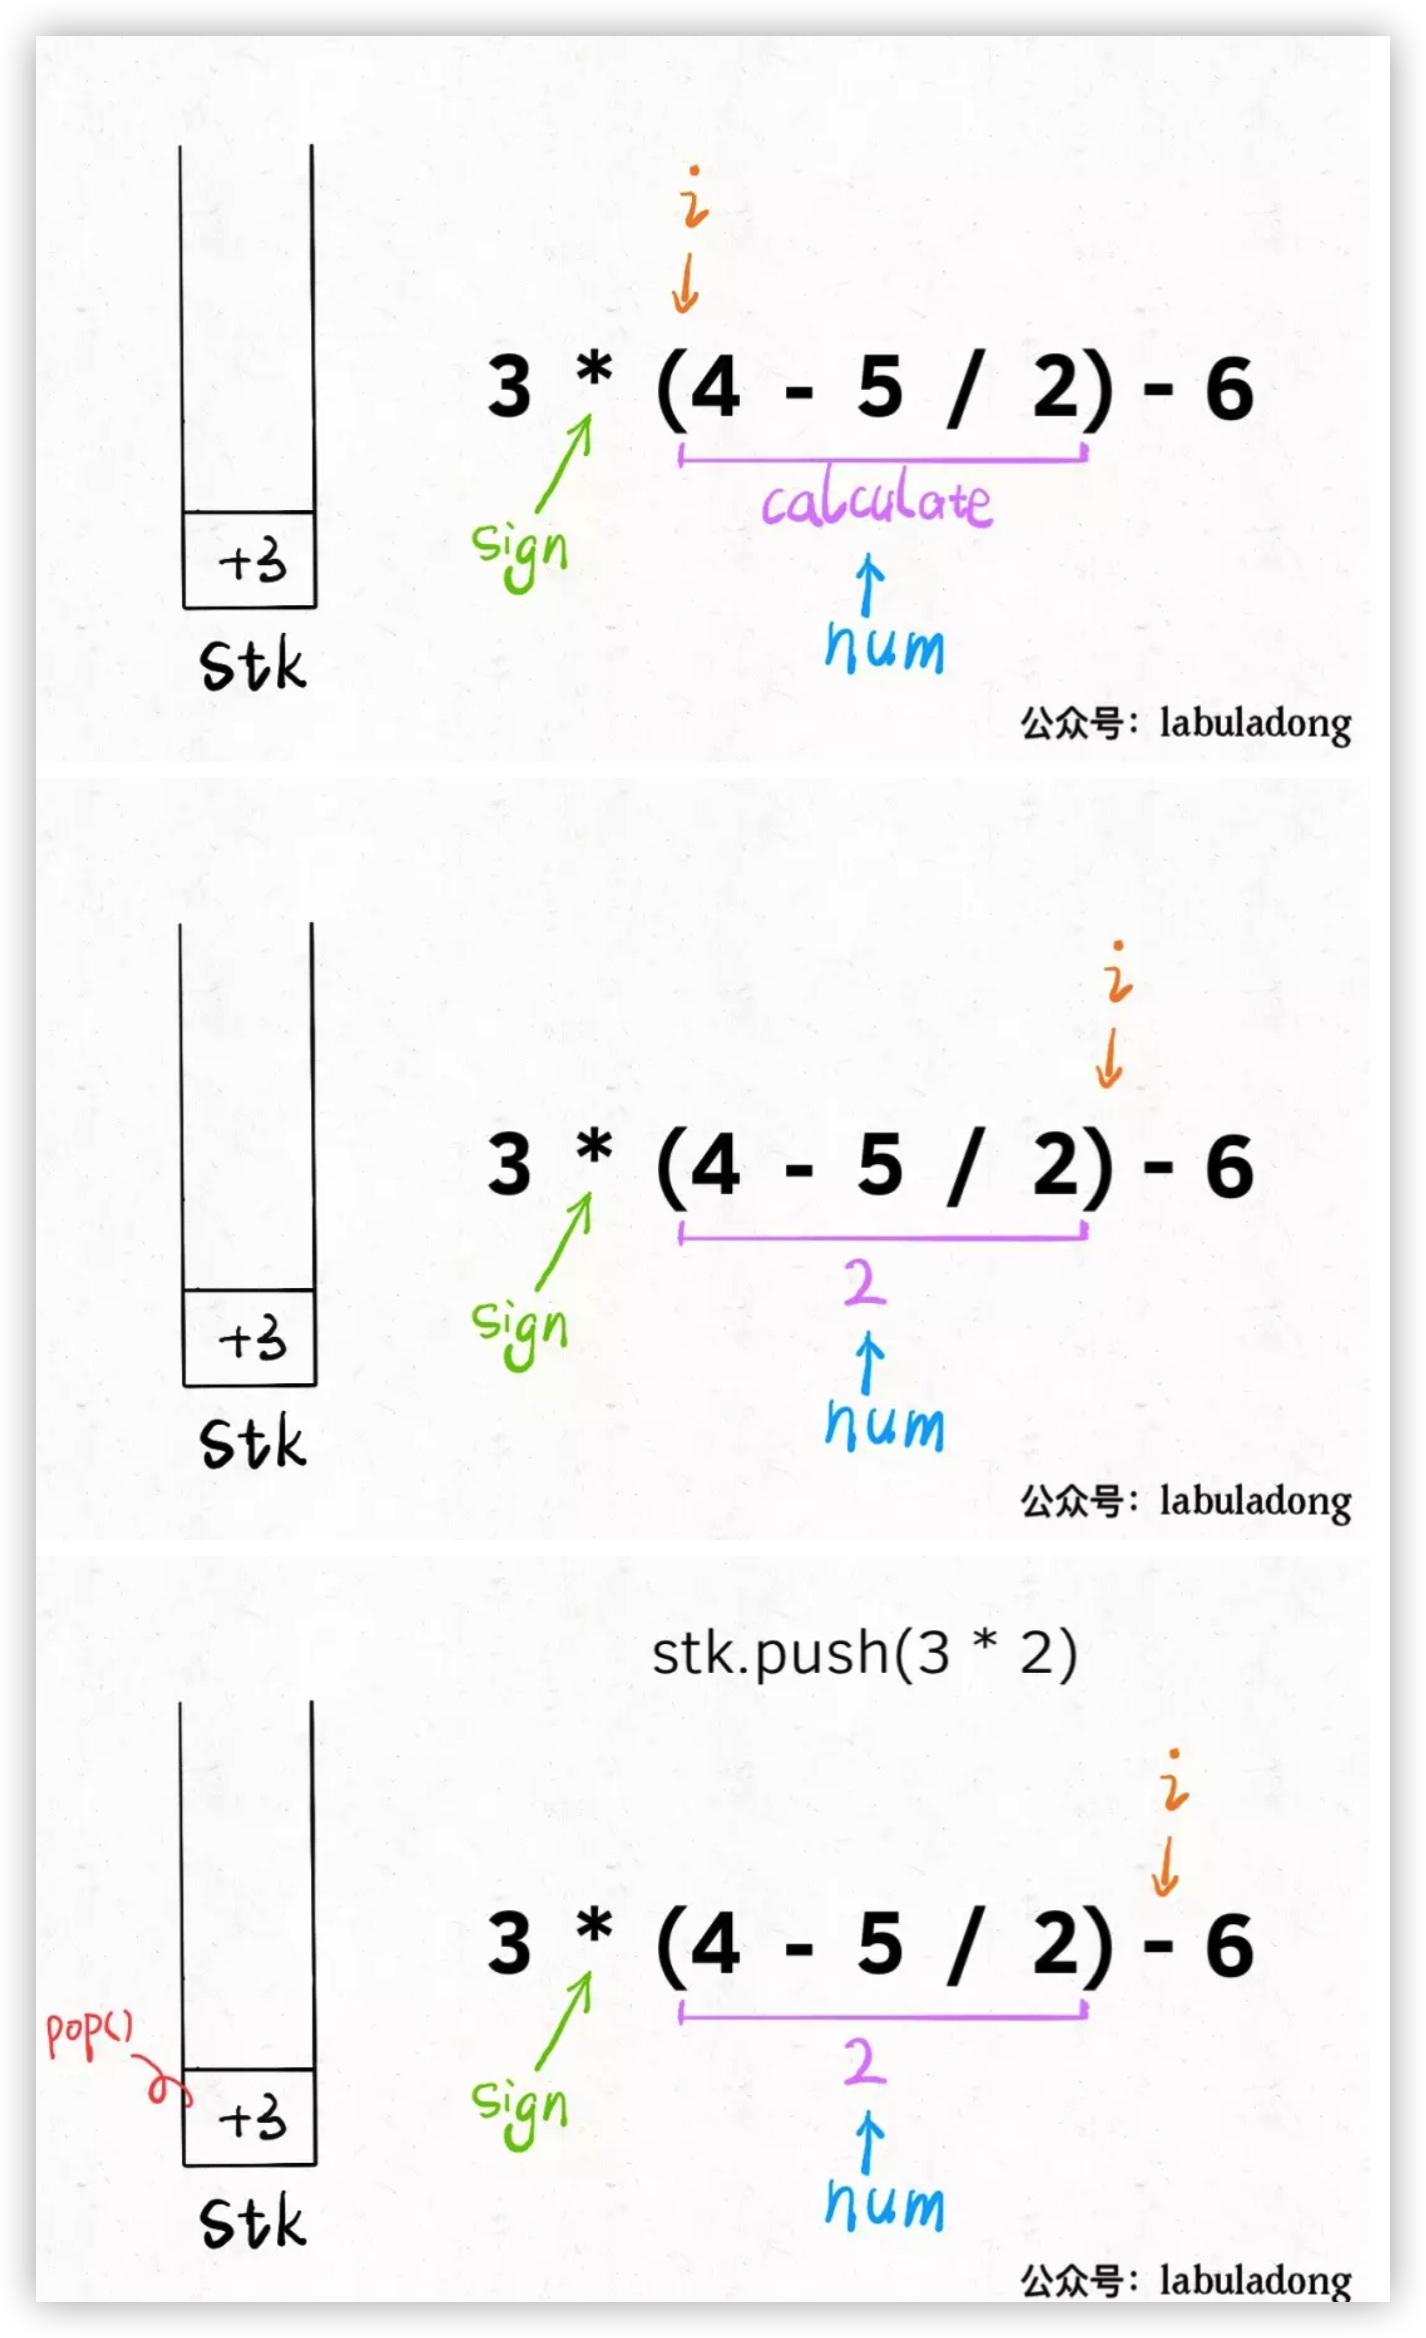 i
3 * (4 - 5 / 2) - 6
calculate
sign
+3
num
stk
公众号：labuladong
i
3 * (4 - 5 / 2) - 6
2
sign
+3
num
stk
公众号：labuladong
stk.push(3 * 2)
i
3 * (4 - 5 / 2) - 6
pop()
2
sign
+3
num
stk
公众号：labuladong